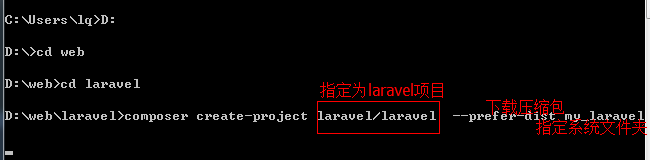 C:\Users\lq>D:
D:\>cd web
D:\web>cd laravel
指定为laravel项目
下载压缩包
D:\web\laravel>composer create-project laravel/laravel --prefer-dist my_laravel
指定系统文件夹